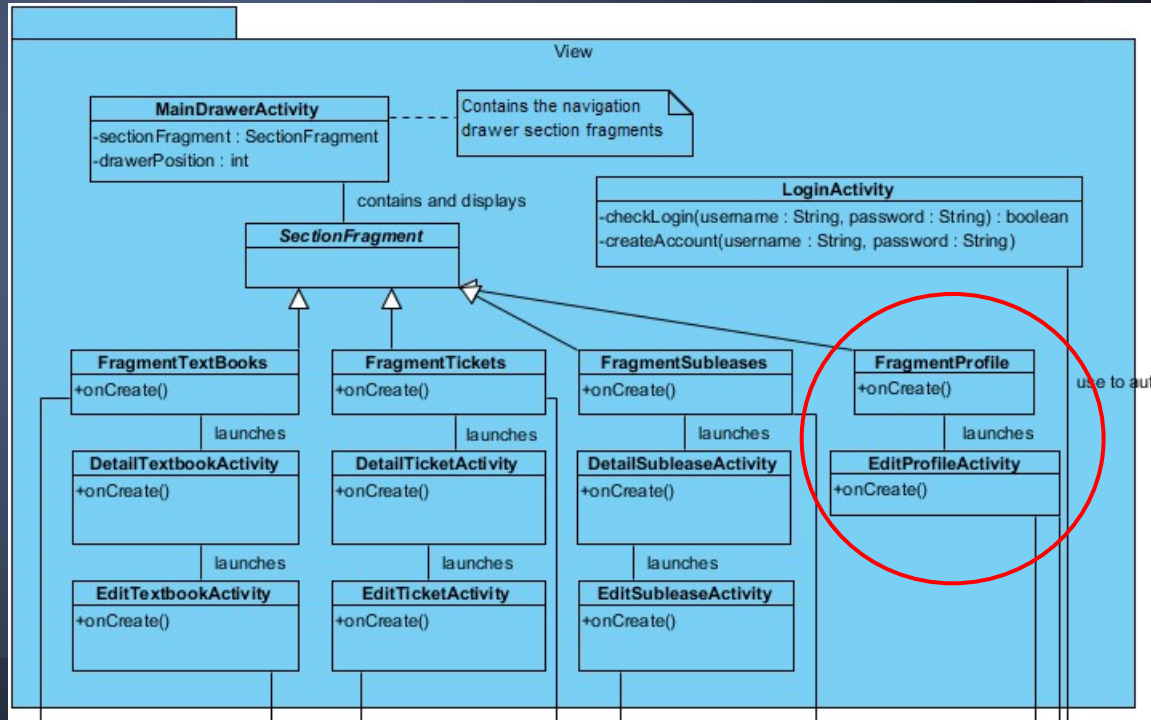 View
MainDrawerActivity
-sectionFragment : SectionFragment
-drawerPosition : int
Contains the navigation
drawer section fragments
contains and displays
LoginActivity
-checkLogin(username : String, password : String) : boolean
-createAccount(username : String, password : String)
SectionFragment
FragmentTextBooks
+onCreate()
FragmentTickets
+onCreate()
FragmentSubleases
+onCreate()
FragmentProfile
+onCreate()
use to aut
launches
launches
launches
launches
DetailTextbookActivity
+onCreate()
DetailTicketActivity
+onCreate()
DetailSubleaseActivity
+onCreate()
EditProfileActivity
+onCreate()
launches
launches
launches
EditTextbookActivity
+onCreate()
EditTicketActivity
+onCreate()
EditSubleaseActivity
+onCreate()